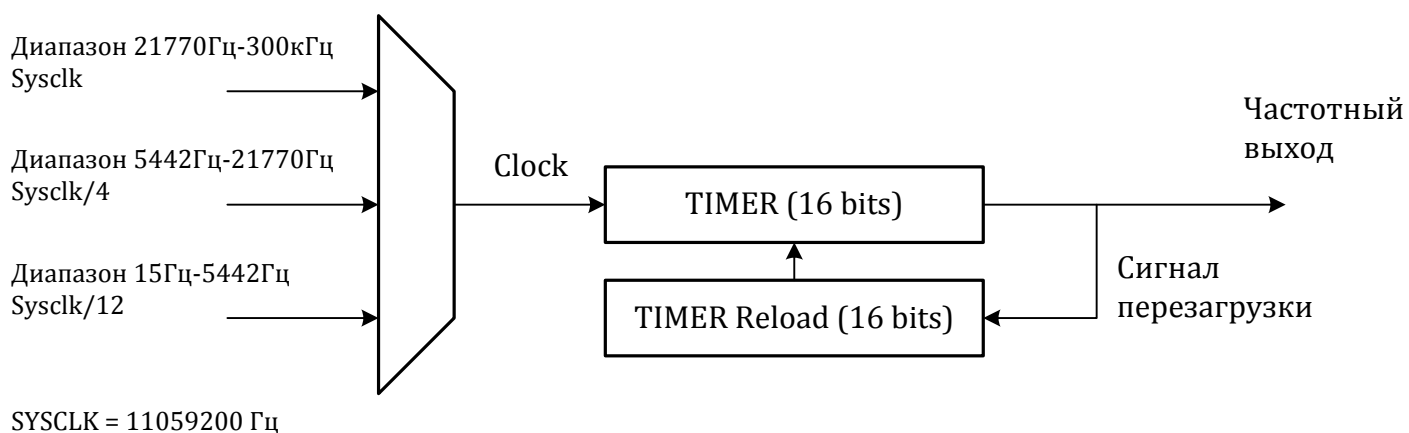 Диапазон 21770Гц-300кГц
Sysclk
Диапазон 5442Гц-21770Гц
Sysclk/4
Диапазон 15Гц-5442Гц
Sysclk/12
SYSCLK = 11059200 Гц
Clock
TIMER (16 bits)
TIMER Reload (16 bits)
Частотный
выход
Сигнал
перезагрузки